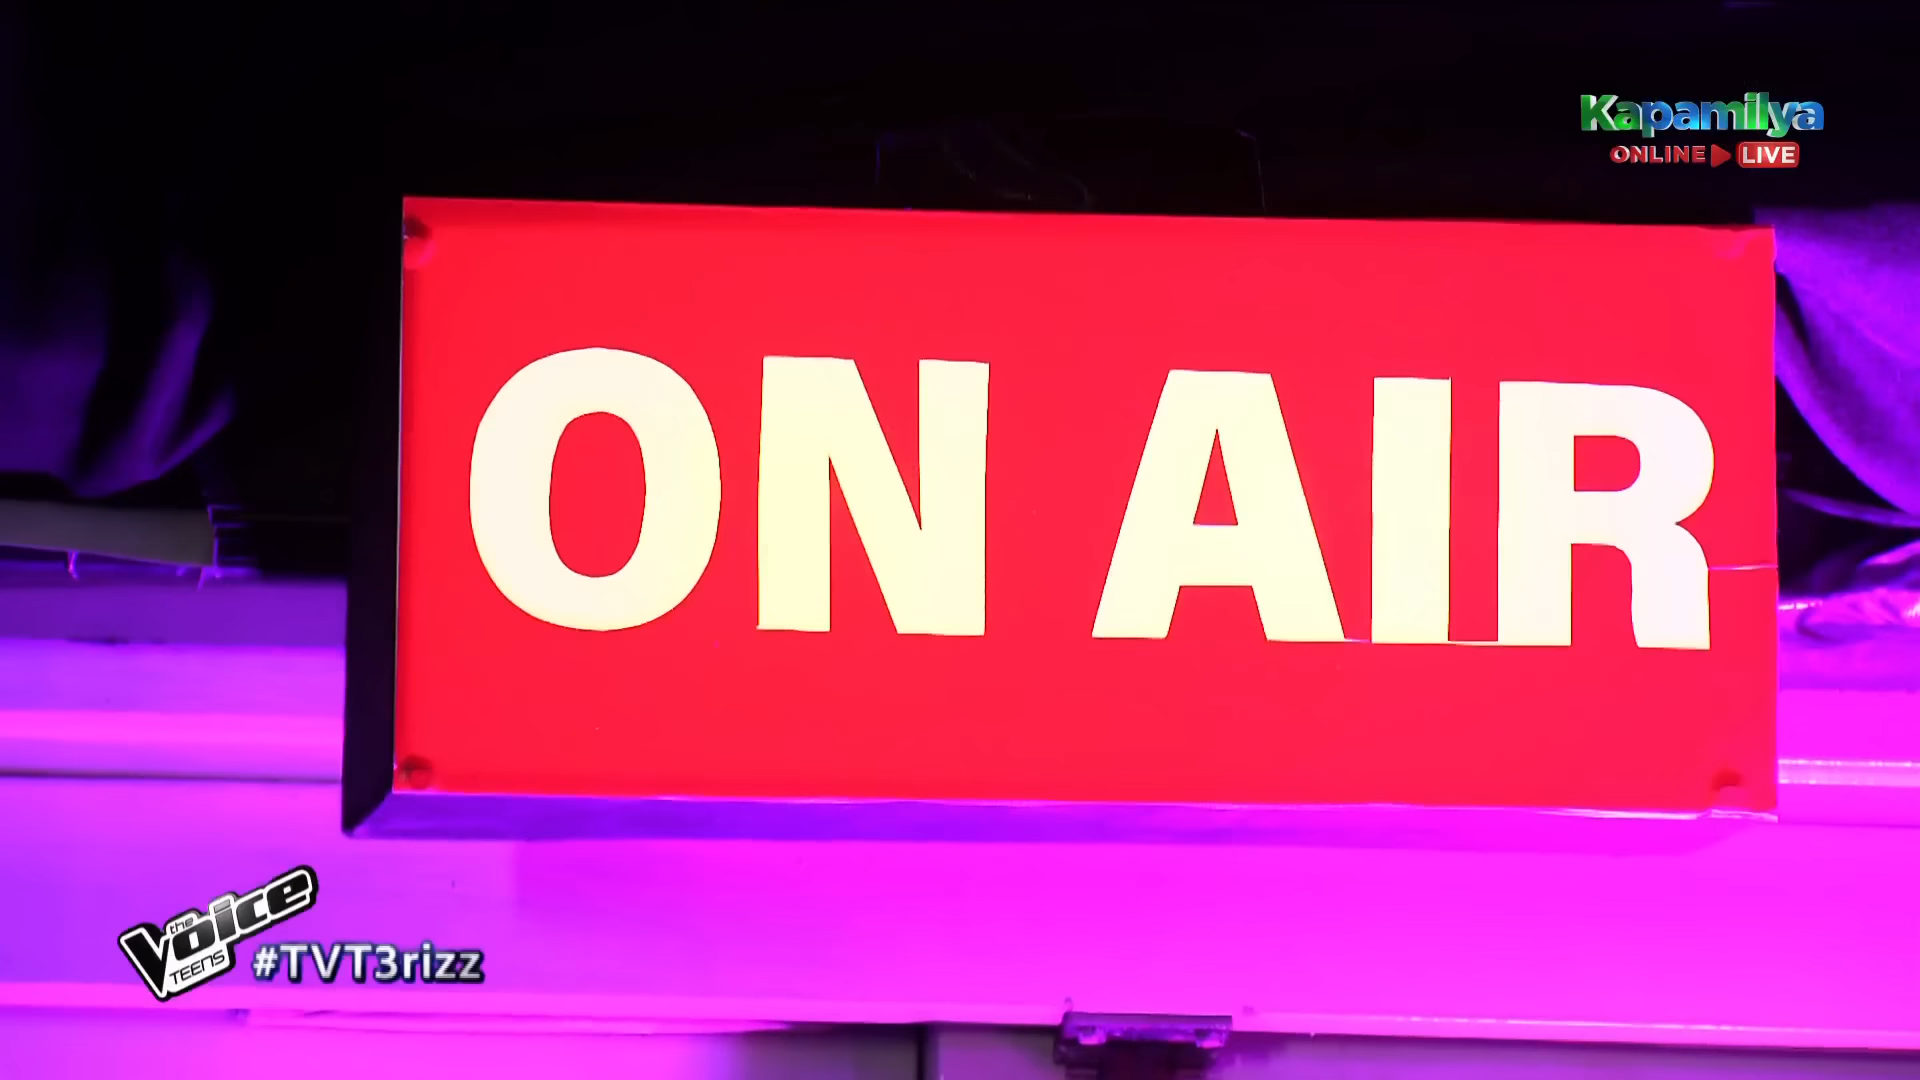 Kapamilya
ONLINE LIVE
ON AIR
the Voice
TEENS
#TVT3rizz